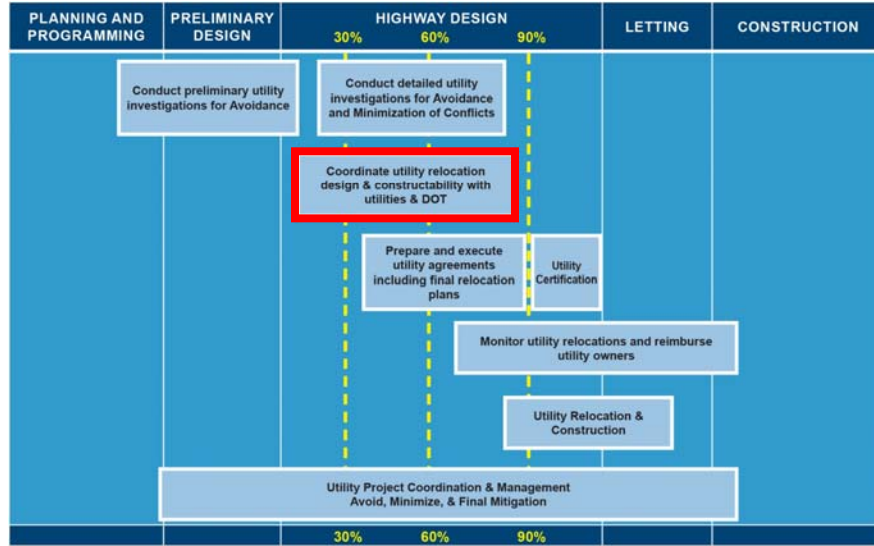 PLANNING AND
PROGRAMMING
PRELIMINARY
DESIGN
HIGHWAY DESIGN
30%
60%
90%
LETTING
CONSTRUCTION
Conduct preliminary utility
investigations for Avoidance
Conduct detailed utility
investigations for Avoidance
and Minimization of Conflicts
Coordinate utility relocation
design & constructability with
utilities & DOT
Prepare and execute
utility agreements
including final relocation
plans
Utility
Certification
Monitor utility relocations and reimburse
utility owners
Utility Relocation &
Construction
Utility Project Coordination & Management
Avoid, Minimize, & Final Mitigation
30%
60%
90%